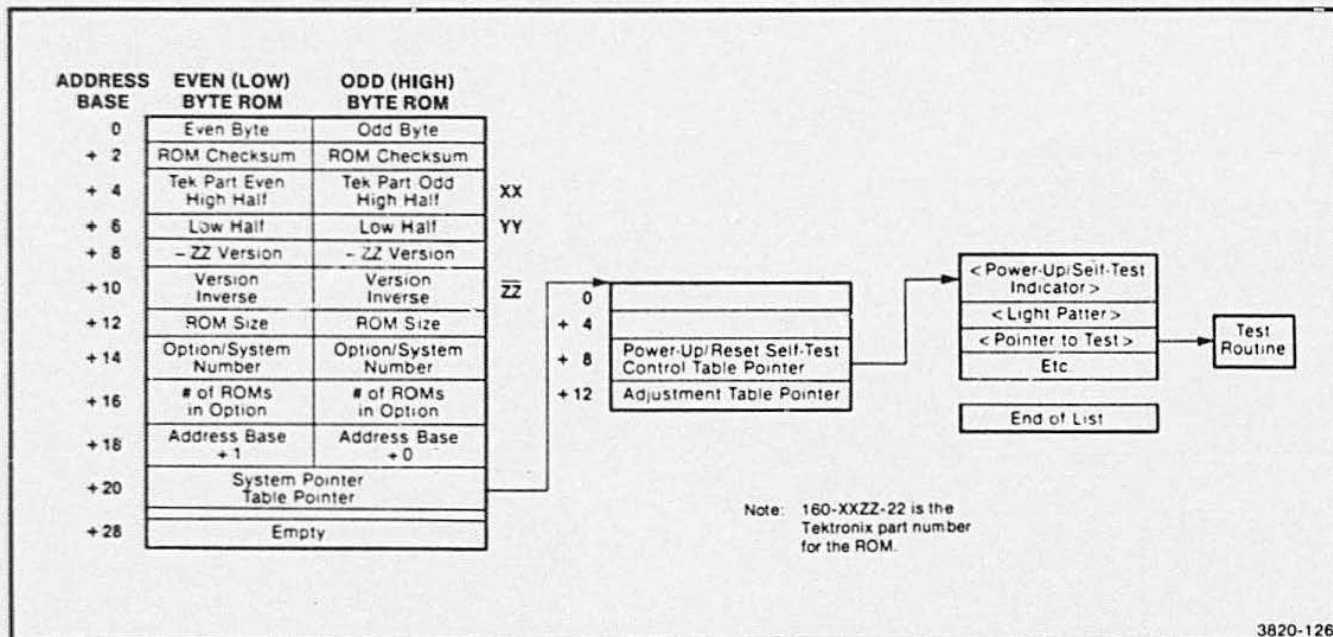 ADDRESS EVEN (LOW) ODD (HIGH)
BASE BYTE ROM BYTE ROM
0 Even Byte Odd Byte
+ 2 ROM Checksum ROM Checksum
Tek Part Even Tek Part Odd
+ 4 High Half High Half XX
+ 6 Low Half Low Half YY
+ 8 - ZZ Version - ZZ Version
Version Version
+10 Inverse Inverse ZZ
+12 ROM Size ROM Size
Option/System Option/System
+14 Number Number
# of ROMs # of ROMs
+16 in Option in Option
Address Base Address Base
+18 +1 +0
System Pointer
+20 Table Pointer
+28 Empty
0
+ 4
Power-Up/Reset Self-Test
+ 8 Control Table Pointer
+12 Adjustment Table Pointer
< Power-Up/Self-Test
Indicator >
< Light Patter >
< Pointer to Test >
Etc
End of List
Test
Routine
Note: 160-XXZZ-22 is the
Tektronix part number
for the ROM.
3820-126